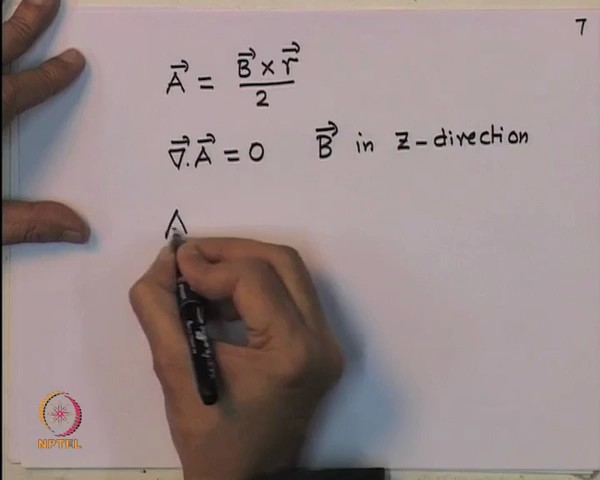 7
A⃗ = (B⃗ × r⃗) / 2
∇⃗.A⃗ = 0   B⃗ in z-direction
A
NPTEL